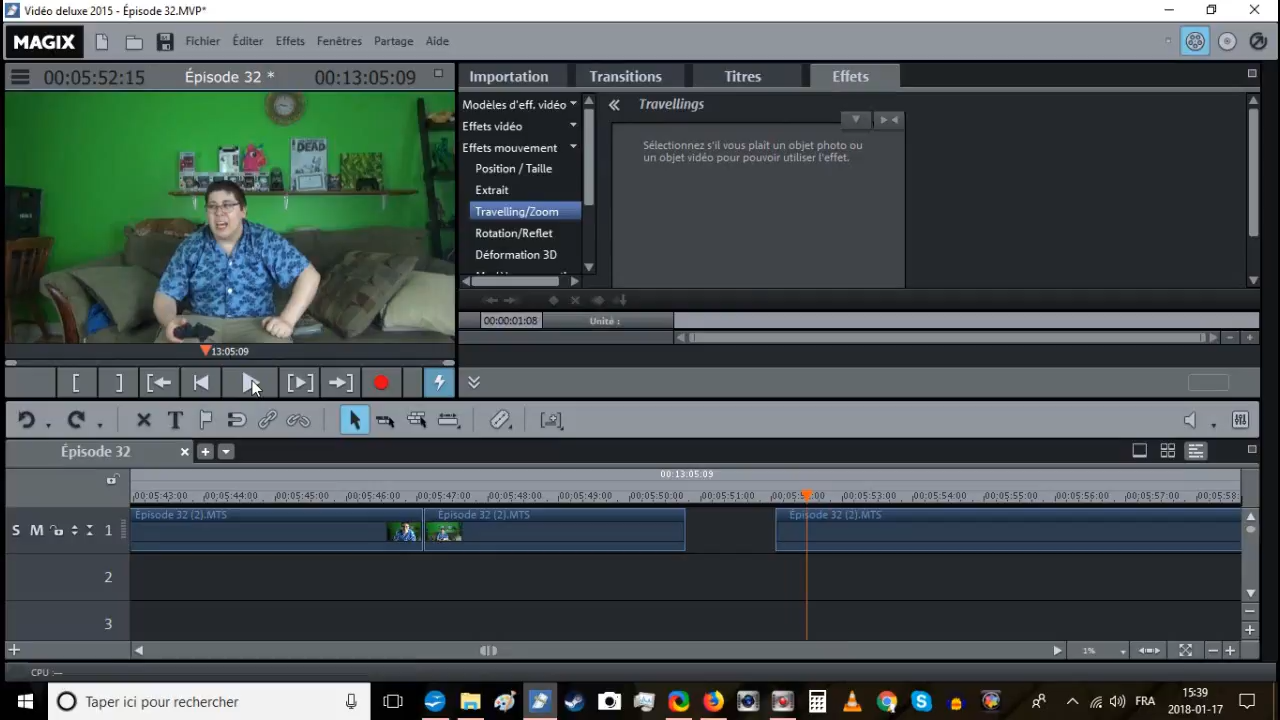 Vidéo deluxe 2015 - Épisode 32.MVP*
MAGIX Fichier Éditer Effets Fenêtres Partage Aide
00:05:52:15 Épisode 32 * 00:13:05:09
Importation Transitions Titres Effets
Modèles d'eff. vidéo
Effets vidéo
Effets mouvement
Position / Taille
Extrait
Travelling/Zoom
Rotation/Reflet
Déformation 3D
Travellings
Sélectionnez s'il vous plait un objet photo ou
un objet vidéo pour pouvoir utiliser l'effet.
DEAD
13:05:09
00:00:01:08 Unité :
Épisode 32
00:13:05:09
00:05:43:00 00:05:44:00 00:05:45:00 00:05:46:00 00:05:47:00 00:05:48:00 00:05:49:00 00:05:50:00 00:05:51:00 00:05:53:00 00:05:54:00 00:05:55:00 00:05:56:00 00:05:57:00 00:05:58:
S M 1
Épisode 32 (2).MTS Épisode 32 (2).MTS Épisode 32 (2).MTS
2
3
1%
CPU :--
Taper ici pour rechercher
FRA
15:39
2018-01-17